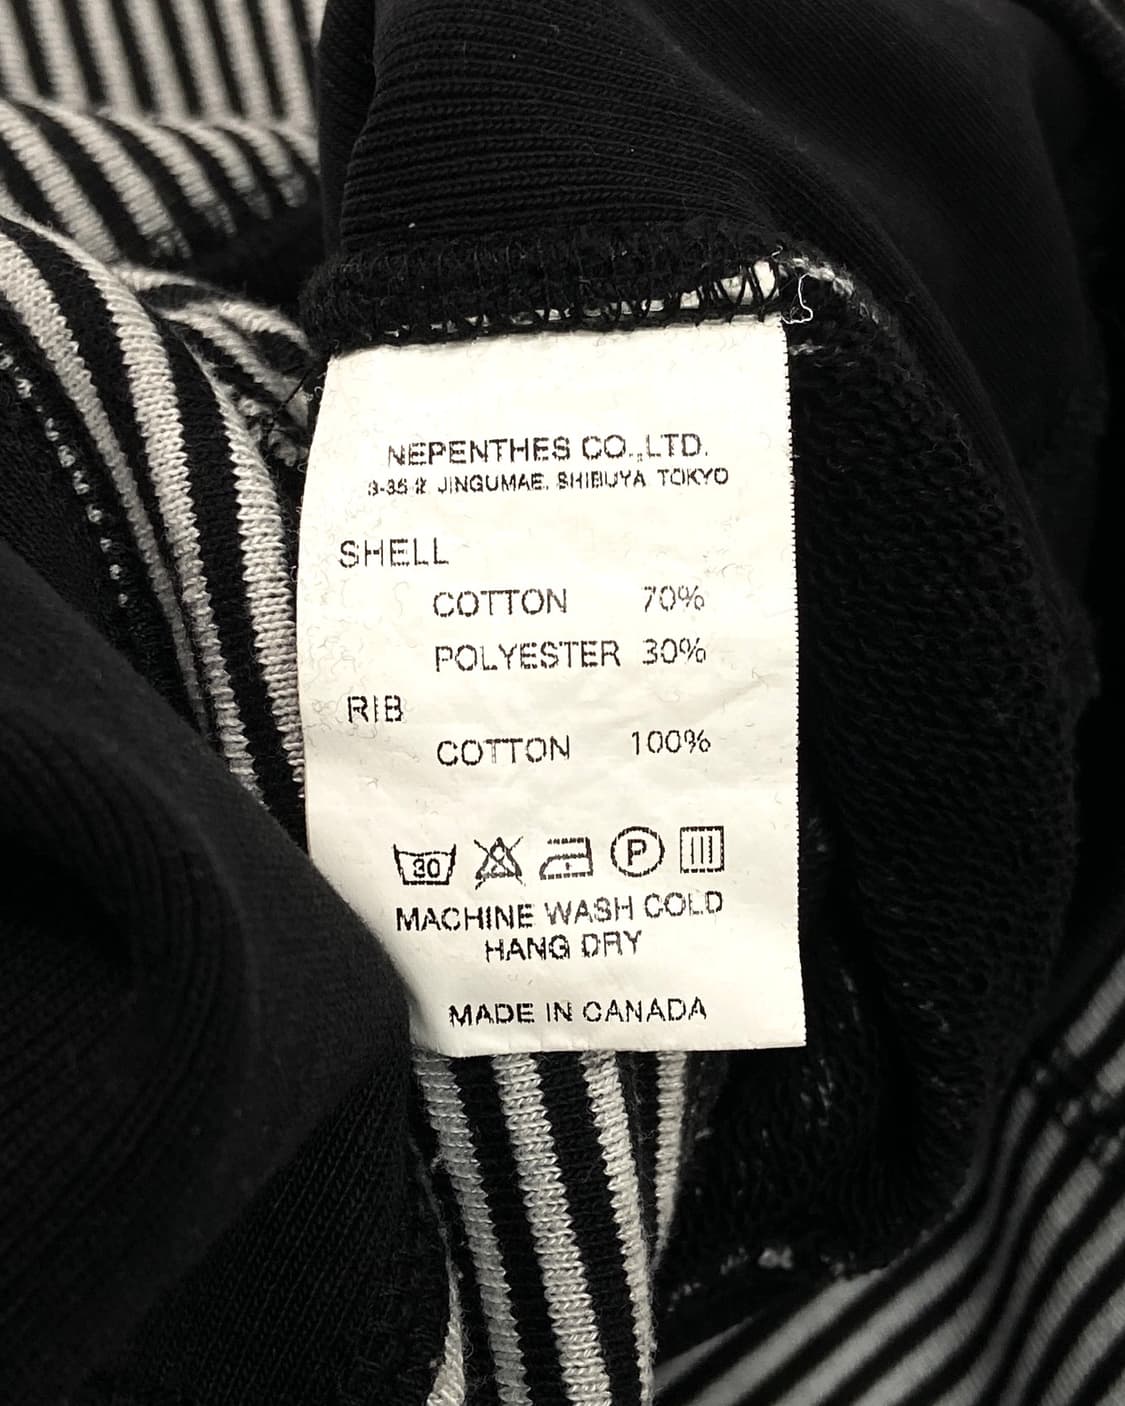 NEPENTHES CO.,LTD.
JINGUMAE, SHIBUYA TOKYO
SHELL
COTTON 70%
POLYESTER 30%
RIB
COTTON 100%
30 P
MACHINE WASH COLD
HANG DRY
MADE IN CANADA